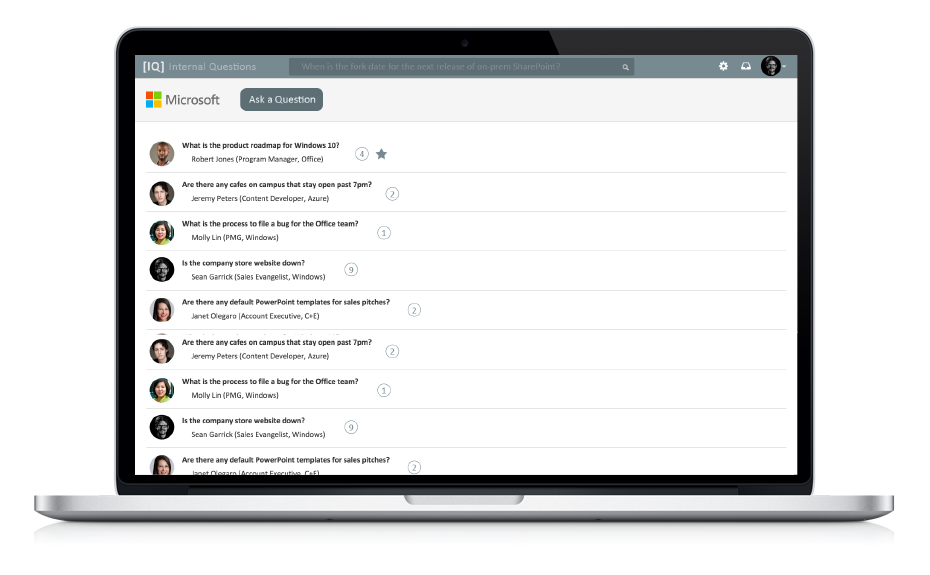 [IQ] Internal Questions
When is the fork date for the next release of on-prem SharePoint?
Microsoft
Ask a Question
What is the product roadmap for Windows 10?
Robert Jones (Program Manager, Office)
4
Are there any cafes on campus that stay open past 7pm?
Jeremy Peters (Content Developer, Azure)
2
What is the process to file a bug for the Office team?
Molly Lin (PMG, Windows)
1
Is the company store website down?
Sean Garrick (Sales Evangelist, Windows)
9
Are there any default PowerPoint templates for sales pitches?
Janet Olegaro (Account Executive, C+E)
2
Are there any cafes on campus that stay open past 7pm?
Jeremy Peters (Content Developer, Azure)
2
What is the process to file a bug for the Office team?
Molly Lin (PMG, Windows)
1
Is the company store website down?
Sean Garrick (Sales Evangelist, Windows)
9
Are there any default PowerPoint templates for sales pitches?
Janet Olegaro (Account Executive, C+E)
2